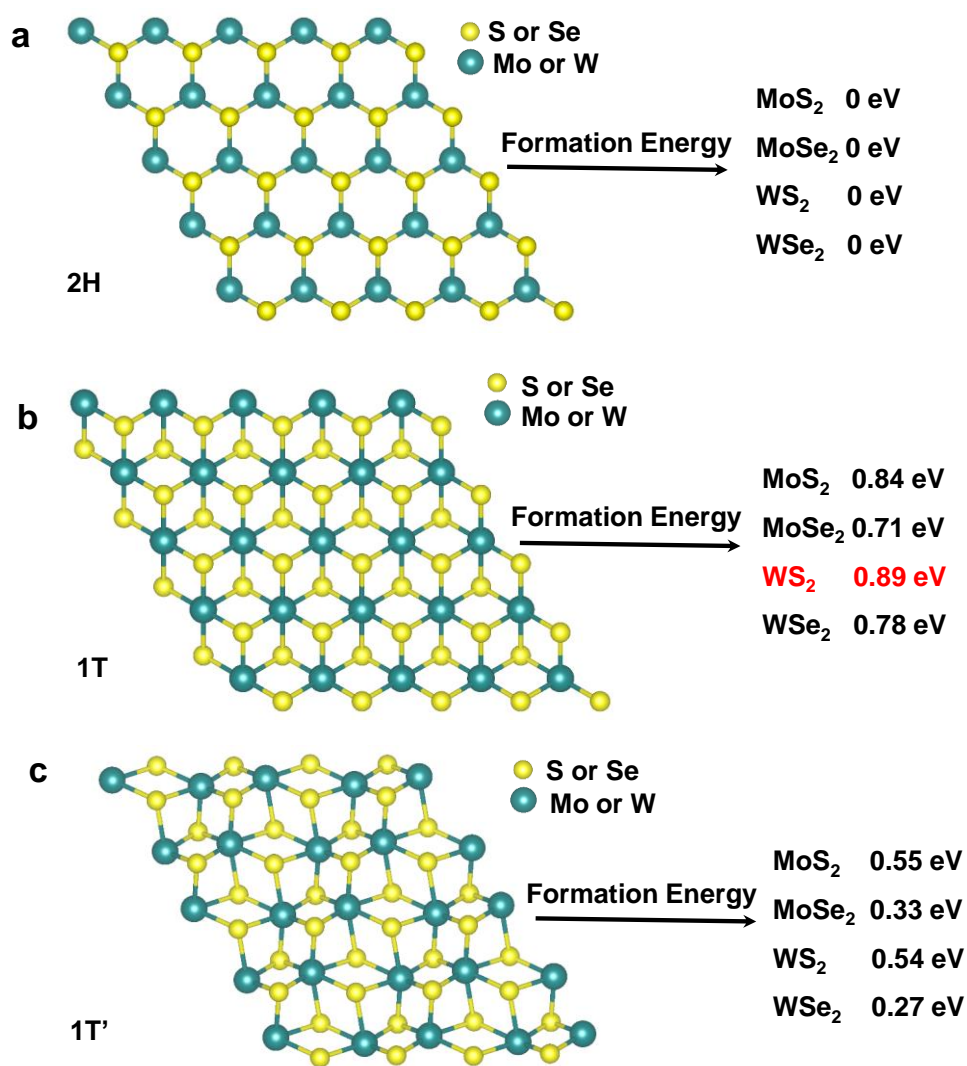 a
S or Se
Mo or W
Formation Energy
MoS₂ 0 eV
MoSe₂ 0 eV
WS₂ 0 eV
WSe₂ 0 eV
2H
b
S or Se
Mo or W
Formation Energy
MoS₂ 0.84 eV
MoSe₂ 0.71 eV
WS₂ 0.89 eV
WSe₂ 0.78 eV
1T
c
S or Se
Mo or W
Formation Energy
MoS₂ 0.55 eV
MoSe₂ 0.33 eV
WS₂ 0.54 eV
WSe₂ 0.27 eV
1T’